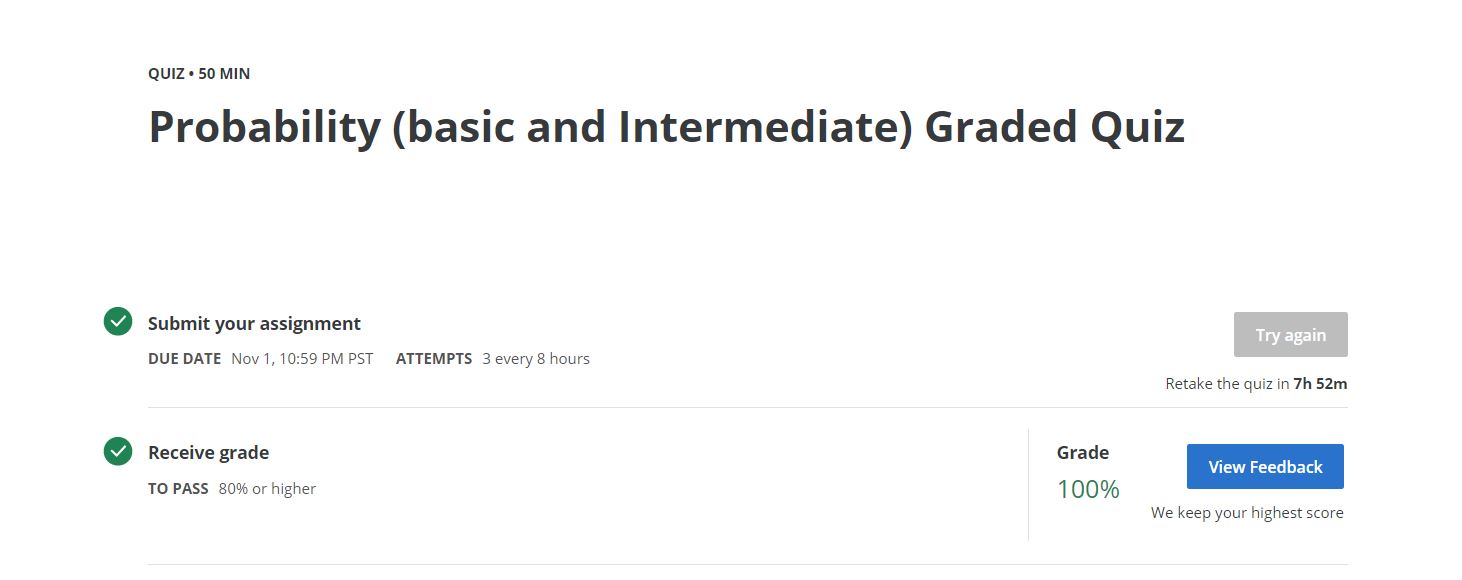 QUIZ • 50 MIN
Probability (basic and Intermediate) Graded Quiz
Submit your assignment
DUE DATE Nov 1, 10:59 PM PST ATTEMPTS 3 every 8 hours
Try again
Retake the quiz in 7h 52m
Receive grade
TO PASS 80% or higher
Grade
100%
View Feedback
We keep your highest score